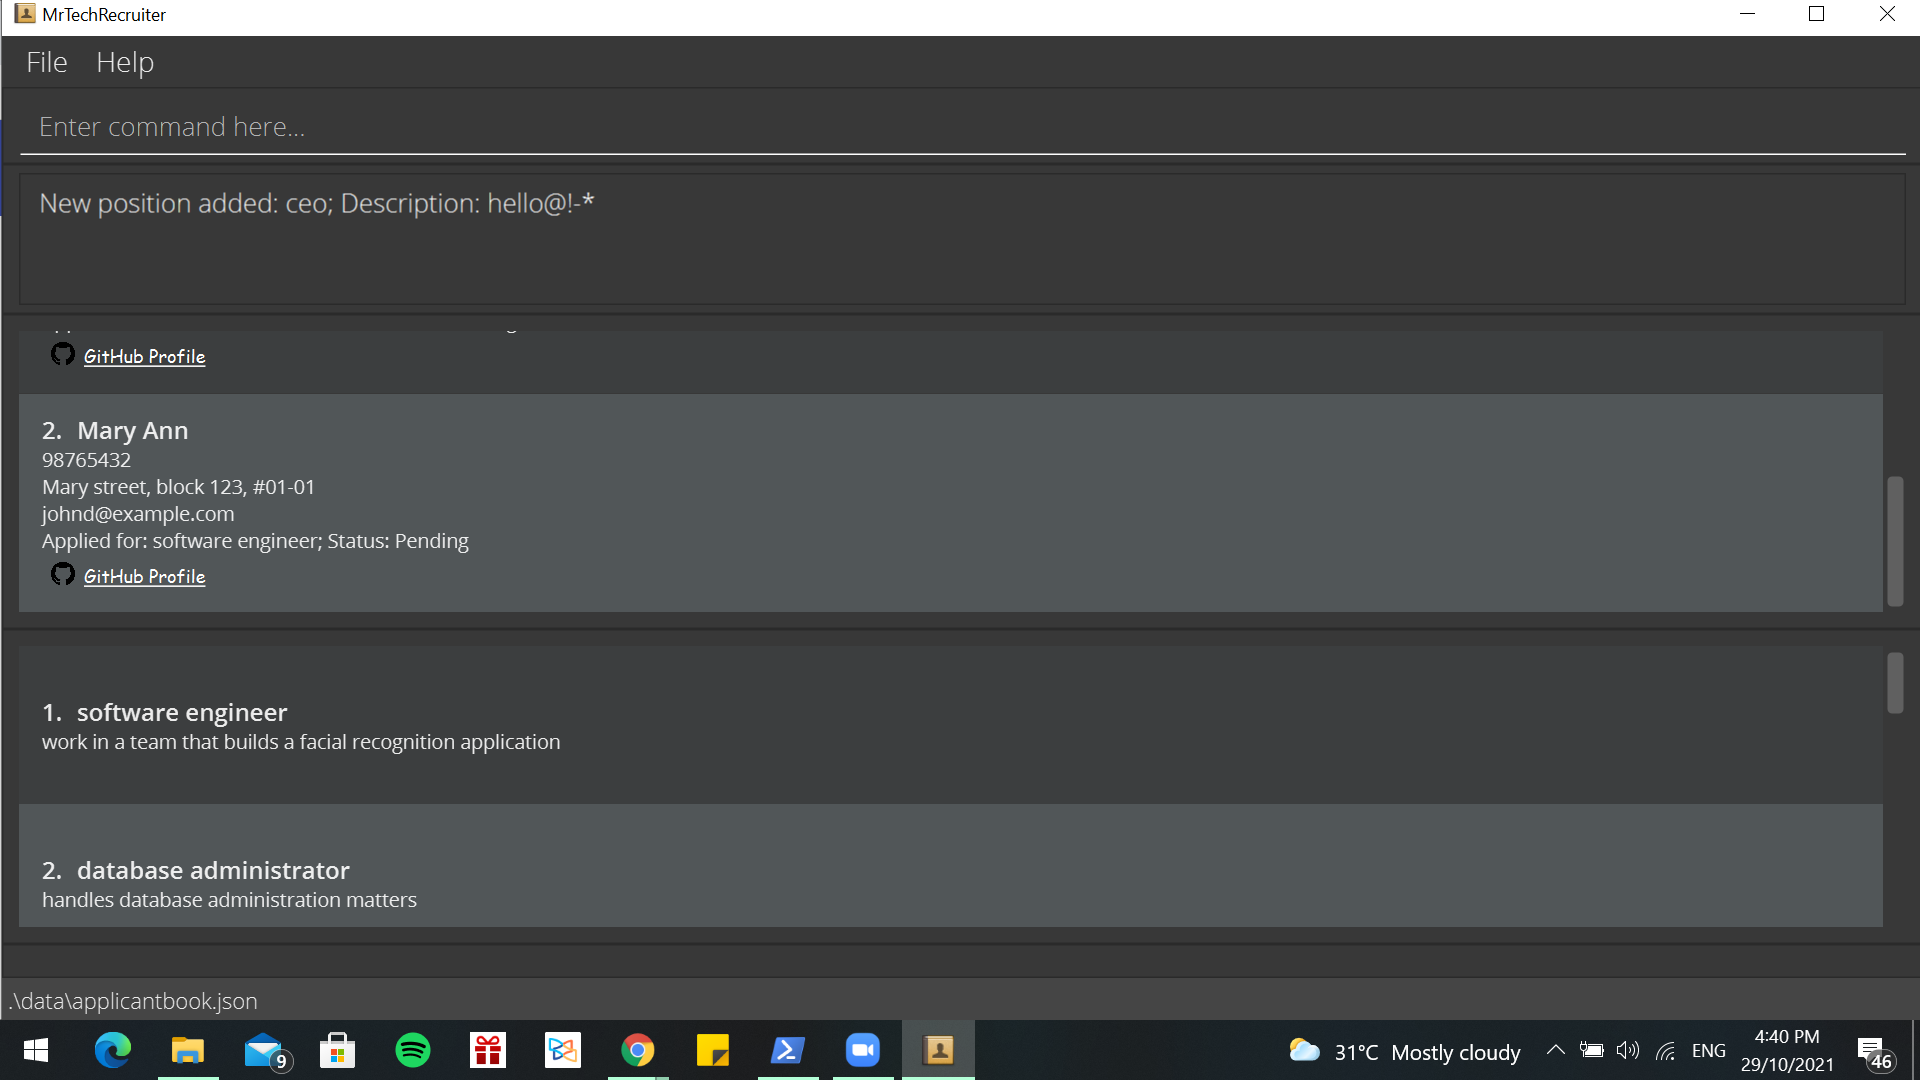 MrTechRecruiter
File Help
Enter command here...
New position added: ceo; Description: hello@!-*
GitHub Profile
2. Mary Ann
98765432
Mary street, block 123, #01-01
johnd@example.com
Applied for: software engineer; Status: Pending
GitHub Profile
1. software engineer
work in a team that builds a facial recognition application
2. database administrator
handles database administration matters
.\data\applicantbook.json
9
31°C Mostly cloudy
ENG
4:40 PM
29/10/2021
46